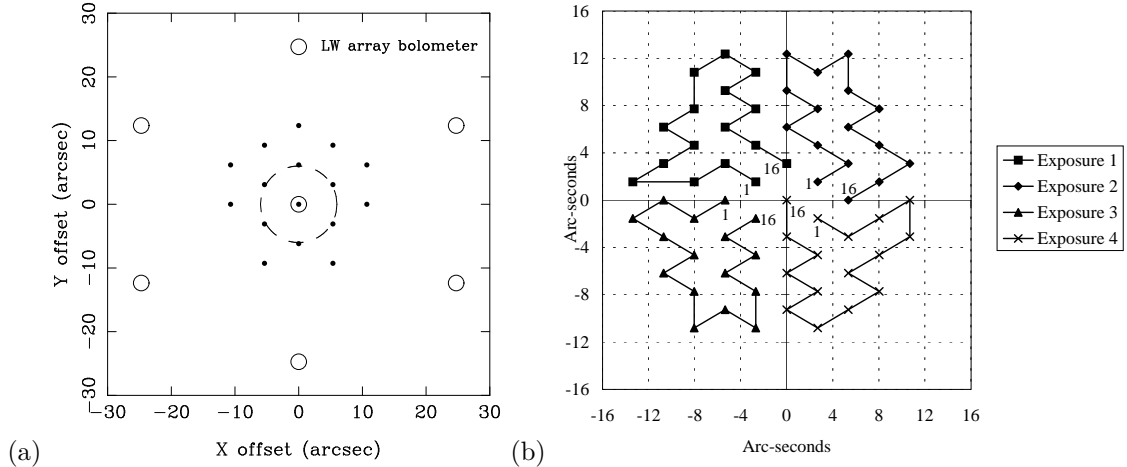 30
20
10
0
−10
−20
−30
−30 −20 −10 0 10 20 30
Y offset (arcsec)
X offset (arcsec)
LW array bolometer
(a)
16
12
8
4
0
-4
-8
-12
-16
-16 -12 -8 -4 0 4 8 12 16
Arc-seconds
Arc-seconds
16
1
1
16
1
16
16
1
Exposure 1
Exposure 2
Exposure 3
Exposure 4
(b)